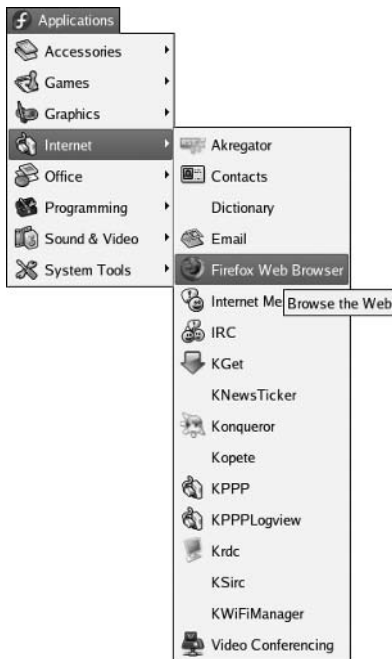 Applications
Accessories
Games
Graphics
Internet
Office
Programming
Sound & Video
System Tools
Akregator
Contacts
Dictionary
Email
Firefox Web Browser
Internet Me
Browse the Web
IRC
KGet
KNewsTicker
Konqueror
Kopete
KPPP
KPPPLogview
Krdc
KSirc
KWiFiManager
Video Conferencing